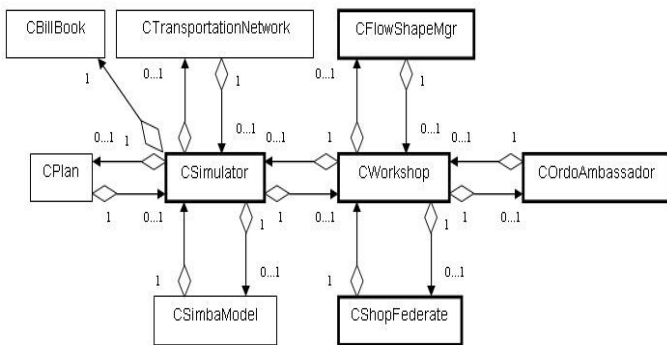 CBillBook
CTransportationNetwork
CFlowShapeMgr
1
0...1
1
0...1
1
0...1
1
0...1
0...1
0...1
1
0...1
1
CPlan
CSimulator
CWorkshop
COrdoAmbassador
1
0...1
1
1
0...1
1
1
0...1
1
0...1
1
0...1
1
CSimbaModel
CShopFederate